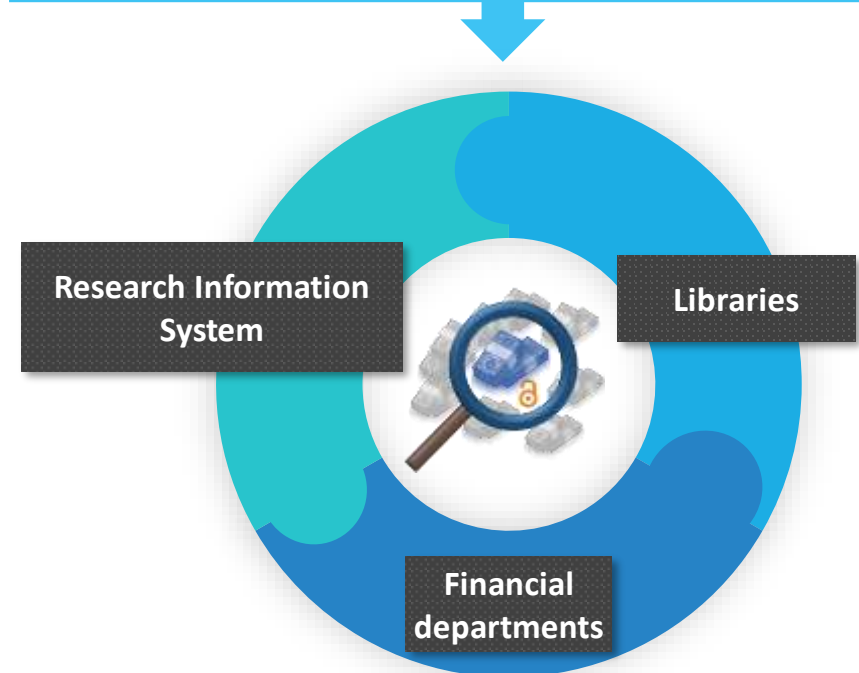 Research Information
System
Libraries
Financial
departments